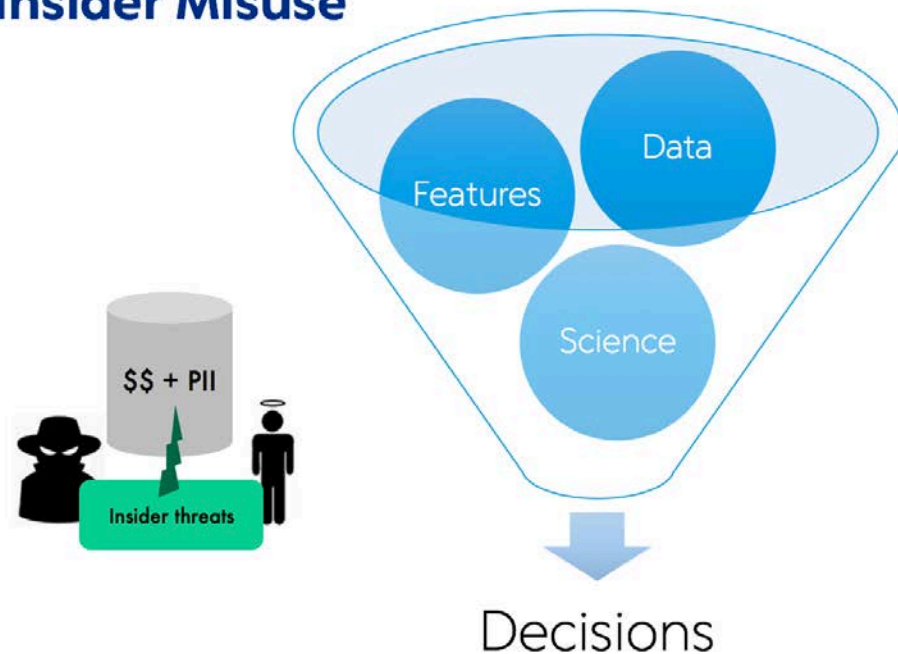 Insider Misuse
Data
Features
Science
$$ + PII
Insider threats
Decisions